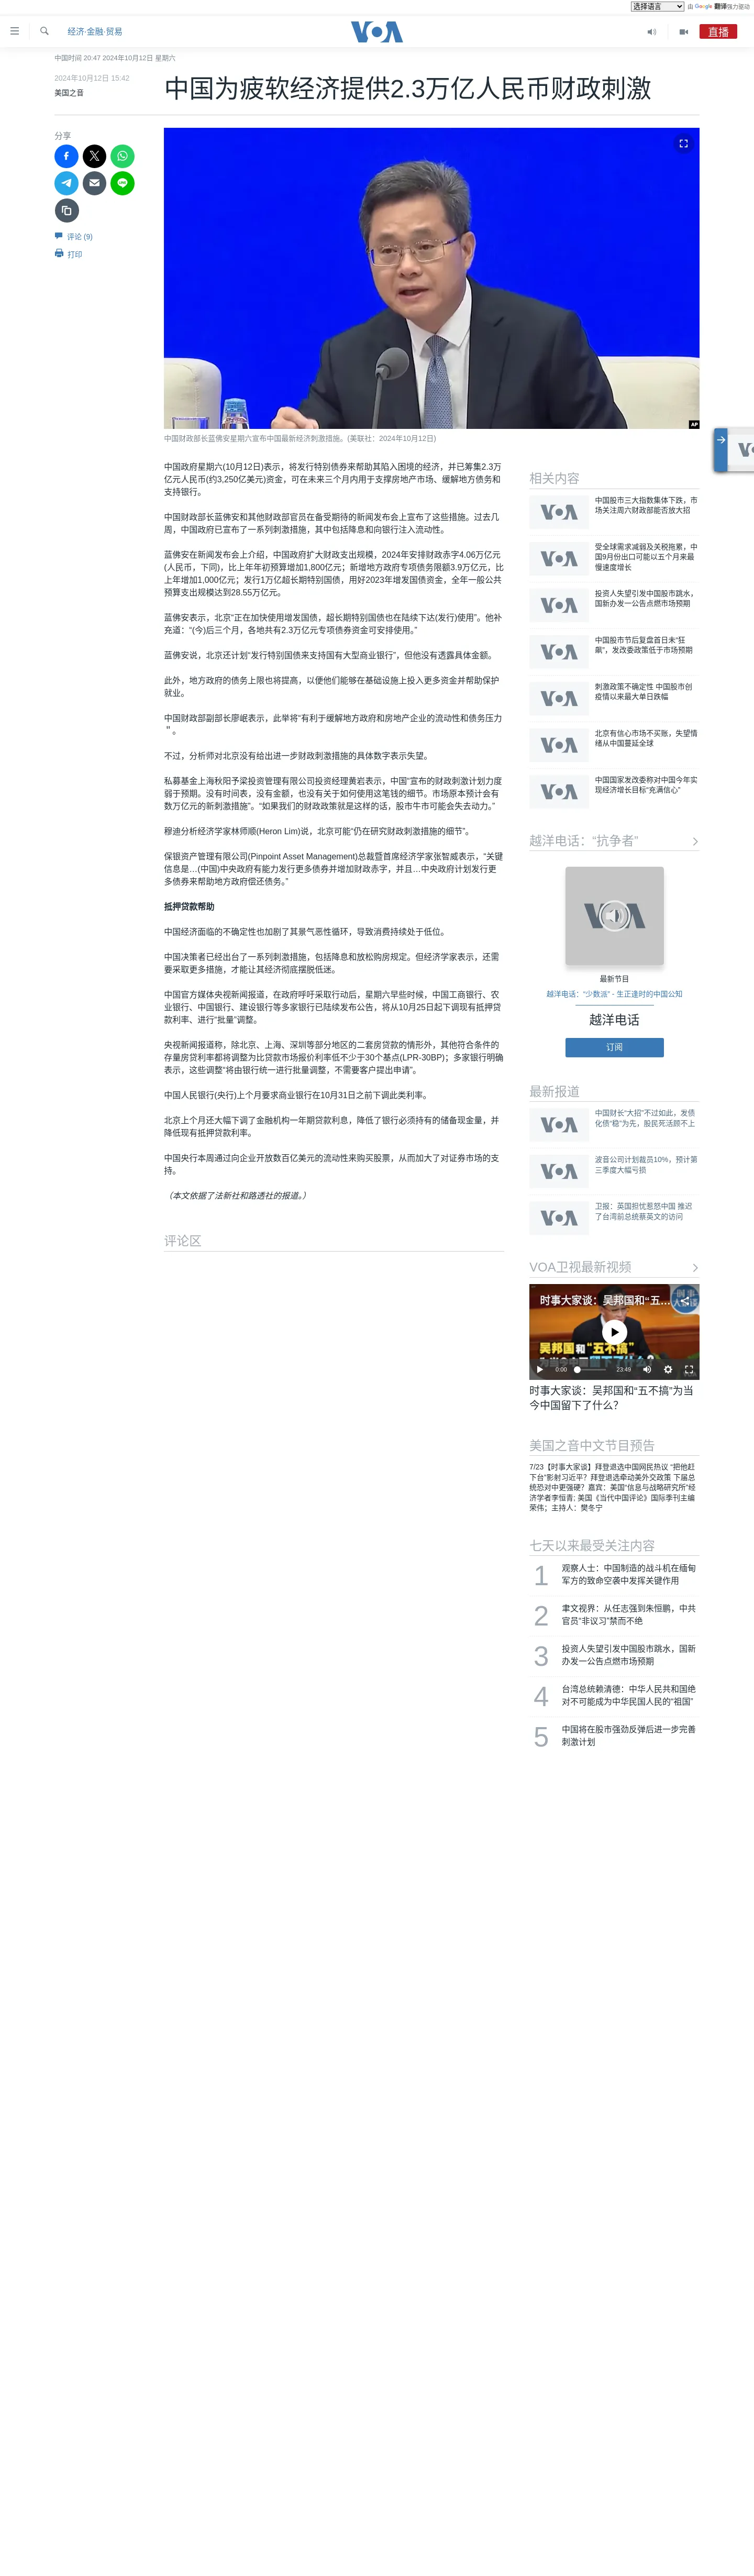 选择语言
由 Google 翻译强力驱动
经济·金融·贸易
VOA
直播
中国时间 20:47 2024年10月12日 星期六
2024年10月12日 15:42
美国之音
中国为疲软经济提供2.3万亿人民币财政刺激
分享
评论 (9)
打印
AP
中国财政部长蓝佛安星期六宣布中国最新经济刺激措施。(美联社：2024年10月12日)
中国政府星期六(10月12日)表示，将发行特别债券来帮助其陷入困境的经济，并已筹集2.3万
亿元人民币(约3,250亿美元)资金，可在未来三个月内用于支撑房地产市场、缓解地方债务和
支持银行。
中国财政部长蓝佛安和其他财政部官员在备受期待的新闻发布会上宣布了这些措施。过去几
周，中国政府已宣布了一系列刺激措施，其中包括降息和向银行注入流动性。
蓝佛安在新闻发布会上介绍，中国政府扩大财政支出规模，2024年安排财政赤字4.06万亿元
(人民币，下同)，比上年年初预算增加1,800亿元；新增地方政府专项债务限额3.9万亿元，比
上年增加1,000亿元；发行1万亿超长期特别国债，用好2023年增发国债资金，全年一般公共
预算支出规模达到28.55万亿元。
蓝佛安表示，北京“正在加快使用增发国债，超长期特别国债也在陆续下达(发行)使用”。他补
充道：“(今)后三个月，各地共有2.3万亿元专项债券资金可安排使用。”
蓝佛安说，北京还计划“发行特别国债来支持国有大型商业银行”，但他没有透露具体金额。
此外，地方政府的债务上限也将提高，以便他们能够在基础设施上投入更多资金并帮助保护
就业。
中国财政部副部长廖岷表示，此举将“有利于缓解地方政府和房地产企业的流动性和债务压力
＂。
不过，分析师对北京没有给出进一步财政刺激措施的具体数字表示失望。
私募基金上海秋阳予梁投资管理有限公司投资经理黄岩表示，中国“宣布的财政刺激计划力度
弱于预期。没有时间表，没有金额，也没有关于如何使用这笔钱的细节。市场原本预计会有
数万亿元的新刺激措施”。“如果我们的财政政策就是这样的话，股市牛市可能会失去动力。”
穆迪分析经济学家林师顺(Heron Lim)说，北京可能“仍在研究财政刺激措施的细节”。
保银资产管理有限公司(Pinpoint Asset Management)总裁暨首席经济学家张智威表示，“关键
信息是…(中国)中央政府有能力发行更多债券并增加财政赤字，并且…中央政府计划发行更
多债券来帮助地方政府偿还债务。”
抵押贷款帮助
中国经济面临的不确定性也加剧了其景气恶性循环，导致消费持续处于低位。
中国决策者已经出台了一系列刺激措施，包括降息和放松购房规定。但经济学家表示，还需
要采取更多措施，才能让其经济彻底摆脱低迷。
中国官方媒体央视新闻报道，在政府呼吁采取行动后，星期六早些时候，中国工商银行、农
业银行、中国银行、建设银行等多家银行已陆续发布公告，将从10月25日起下调现有抵押贷
款利率、进行“批量”调整。
央视新闻报道称，除北京、上海、深圳等部分地区的二套房贷款的情形外，其他符合条件的
存量房贷利率都将调整为比贷款市场报价利率低不少于30个基点(LPR-30BP)；多家银行明确
表示，这些调整“将由银行统一进行批量调整，不需要客户提出申请”。
中国人民银行(央行)上个月要求商业银行在10月31日之前下调此类利率。
北京上个月还大幅下调了金融机构一年期贷款利息，降低了银行必须持有的储备现金量，并
降低现有抵押贷款利率。
中国央行本周通过向企业开放数百亿美元的流动性来购买股票，从而加大了对证券市场的支
持。
（本文依据了法新社和路透社的报道。）
评论区
相关内容
中国股市三大指数集体下跌，市
场关注周六财政部能否放大招
受全球需求减弱及关税拖累，中
国9月份出口可能以五个月来最
慢速度增长
投资人失望引发中国股市跳水，
国新办发一公告点燃市场预期
中国股市节后复盘首日未“狂
飙”，发改委政策低于市场预期
刺激政策不确定性 中国股市创
疫情以来最大单日跌幅
北京有信心市场不买账，失望情
绪从中国蔓延全球
中国国家发改委称对中国今年实
现经济增长目标“充满信心”
越洋电话：“抗争者”
最新节目
越洋电话：“少数派” - 生正逢时的中国公知
越洋电话
订阅
最新报道
中国财长“大招”不过如此，发债
化债“稳”为先，股民死活顾不上
波音公司计划裁员10%，预计第
三季度大幅亏损
卫报：英国担忧惹怒中国 推迟
了台湾前总统蔡英文的访问
VOA卫视最新视频
时事大家谈：吴邦国和“五...
吴邦国和“五不搞”
0:00
23:49
时事大家谈：吴邦国和“五不搞”为当
今中国留下了什么？
美国之音中文节目预告
7/23【时事大家谈】拜登退选中国网民热议 “把他赶
下台”影射习近平？拜登退选牵动美外交政策 下届总
统恐对中更强硬？嘉宾：美国“信息与战略研究所”经
济学者李恒青; 美国《当代中国评论》国际季刊主编
荣伟；主持人：樊冬宁
七天以来最受关注内容
1
观察人士：中国制造的战斗机在缅甸
军方的致命空袭中发挥关键作用
2
聿文视界：从任志强到朱恒鹏，中共
官员“非议习”禁而不绝
3
投资人失望引发中国股市跳水，国新
办发一公告点燃市场预期
4
台湾总统赖清德：中华人民共和国绝
对不可能成为中华民国人民的“祖国”
5
中国将在股市强劲反弹后进一步完善
刺激计划